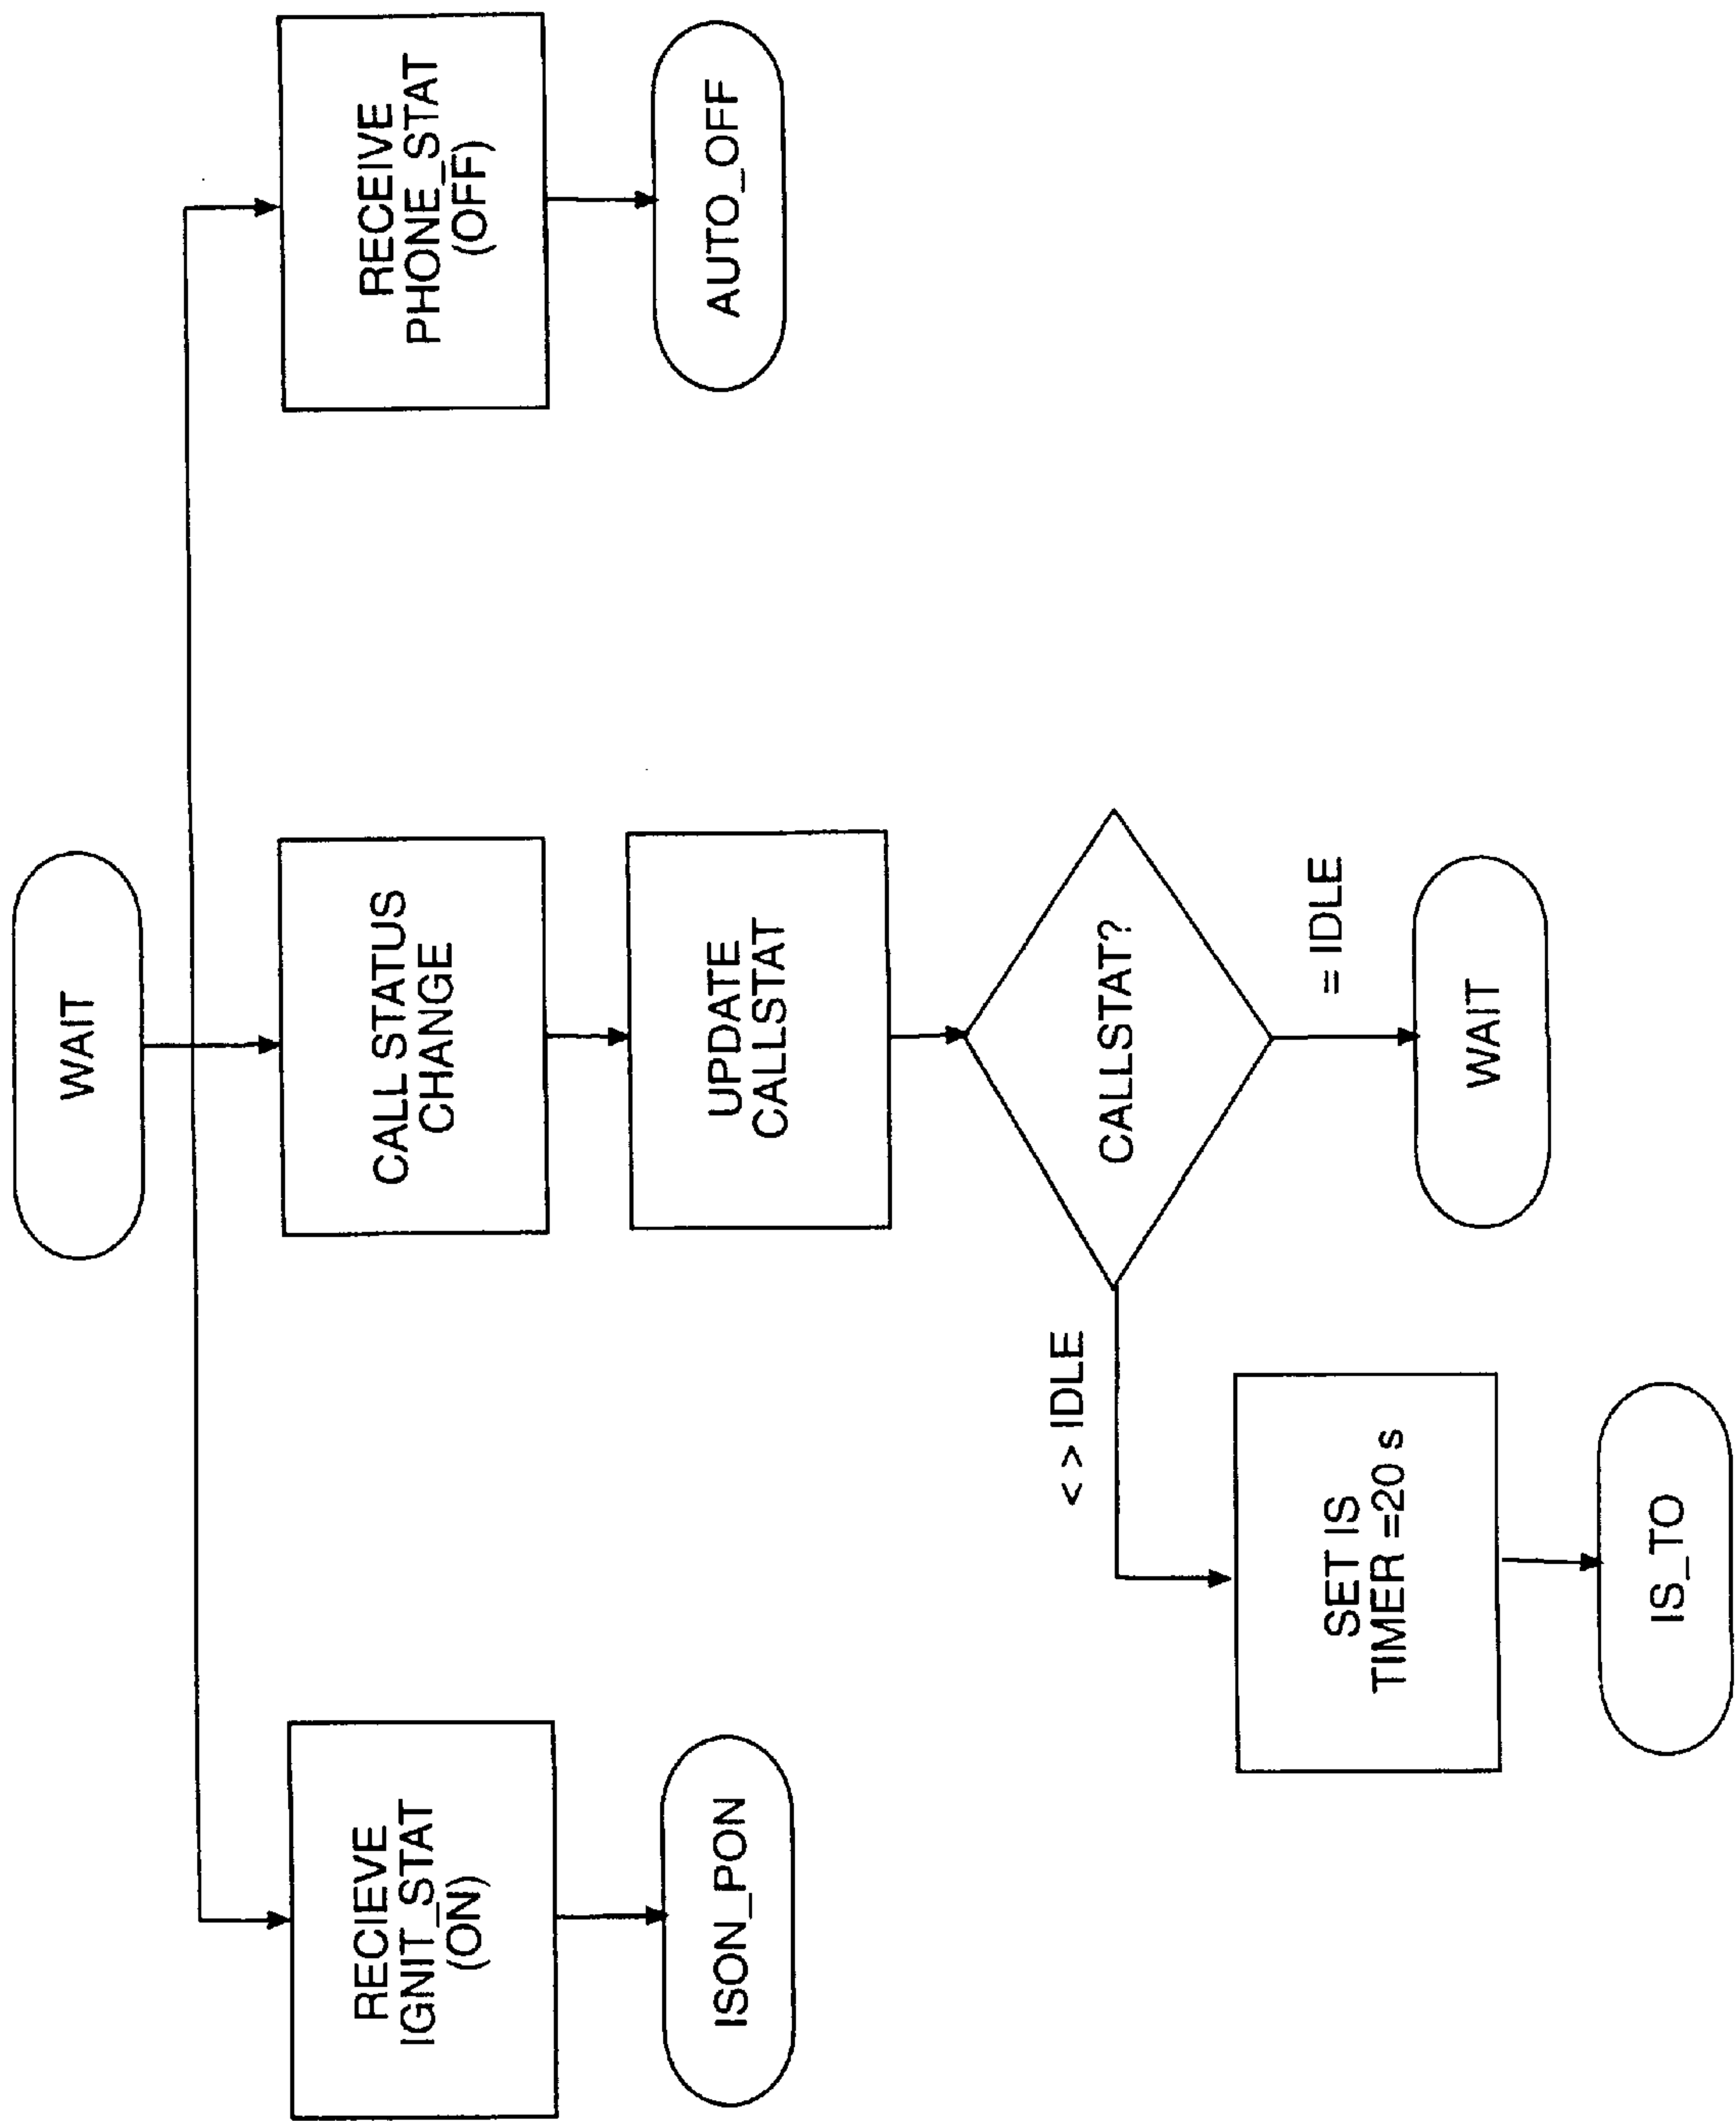 WAIT
RECIEVE
IGNIT_STAT
(ON)
CALL STATUS
CHANGE
RECEIVE
PHONE_STAT
(OFF)
ISON_PON
UPDATE
CALLSTAT
AUTO_OFF
CALLSTAT?
< > IDLE
= IDLE
SET IS
TIMER =20 s
WAIT
IS_TO